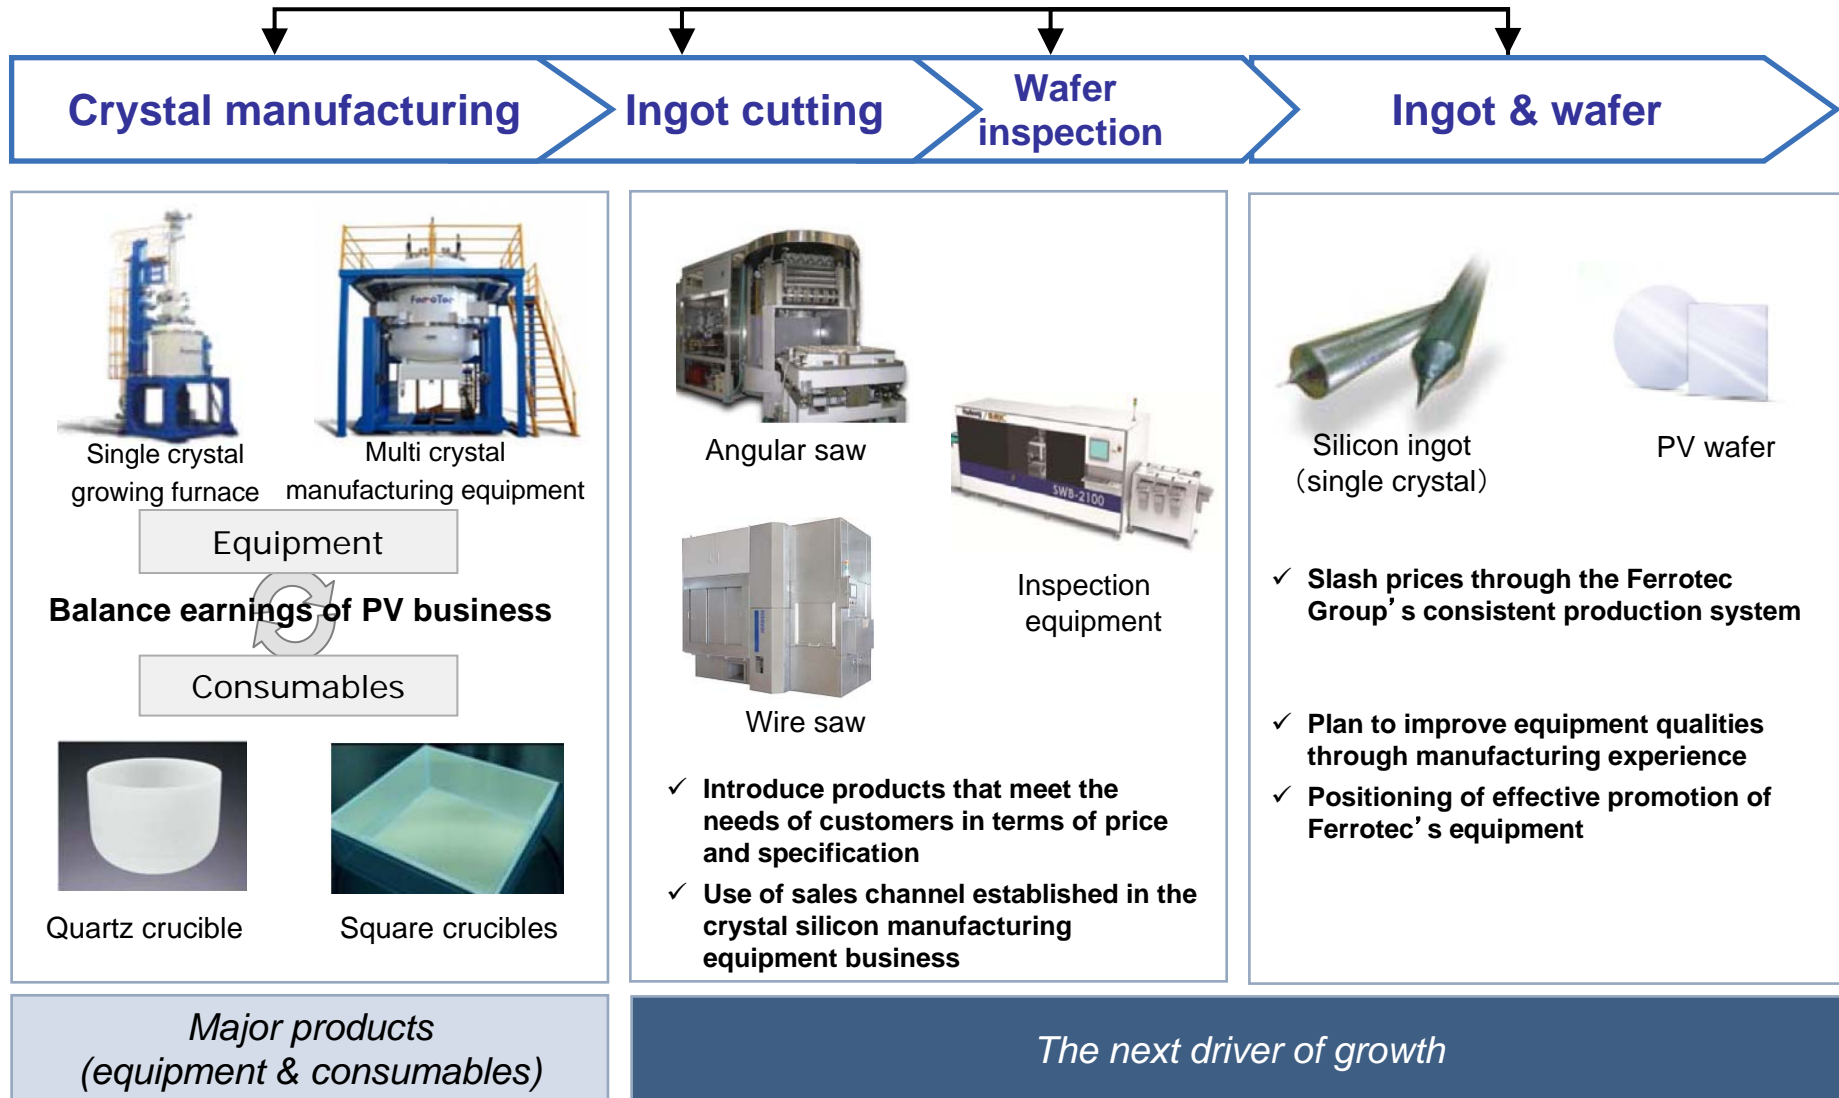 Crystal manufacturing
Ingot cutting
Wafer
inspection
Ingot & wafer
FerroTec
Single crystal
growing furnace
Multi crystal
manufacturing equipment
Equipment
Balance earnings of PV business
Consumables
Quartz crucible
Square crucibles
Angular saw
SWB-2100
Inspection
equipment
Wire saw
✓ Introduce products that meet the
needs of customers in terms of price
and specification
✓ Use of sales channel established in the
crystal silicon manufacturing
equipment business
Silicon ingot
（single crystal）
PV wafer
✓ Slash prices through the Ferrotec
Group’s consistent production system
✓ Plan to improve equipment qualities
through manufacturing experience
✓ Positioning of effective promotion of
Ferrotec’s equipment
Major products
(equipment & consumables)
The next driver of growth